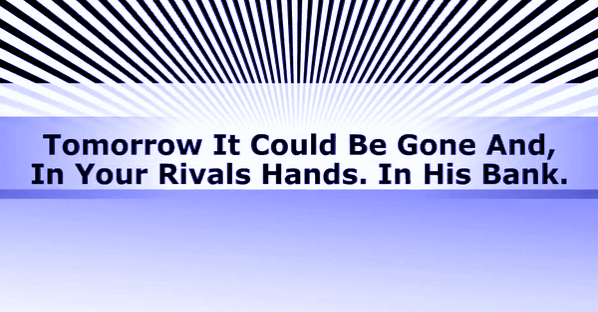 Tomorrow It Could Be Gone And,
In Your Rivals Hands. In His Bank.